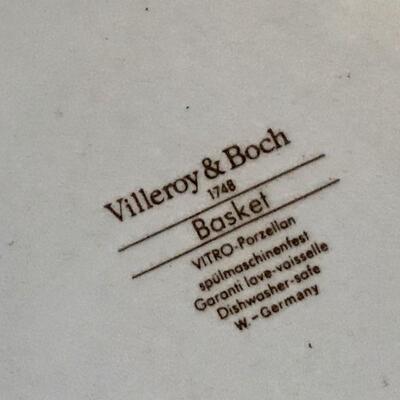 Villeroy & Boch
1748
Basket
VITRO-Porzellan
spülmaschinenfest
Garanti lave-vaisselle
Dishwasher-safe
W.-Germany